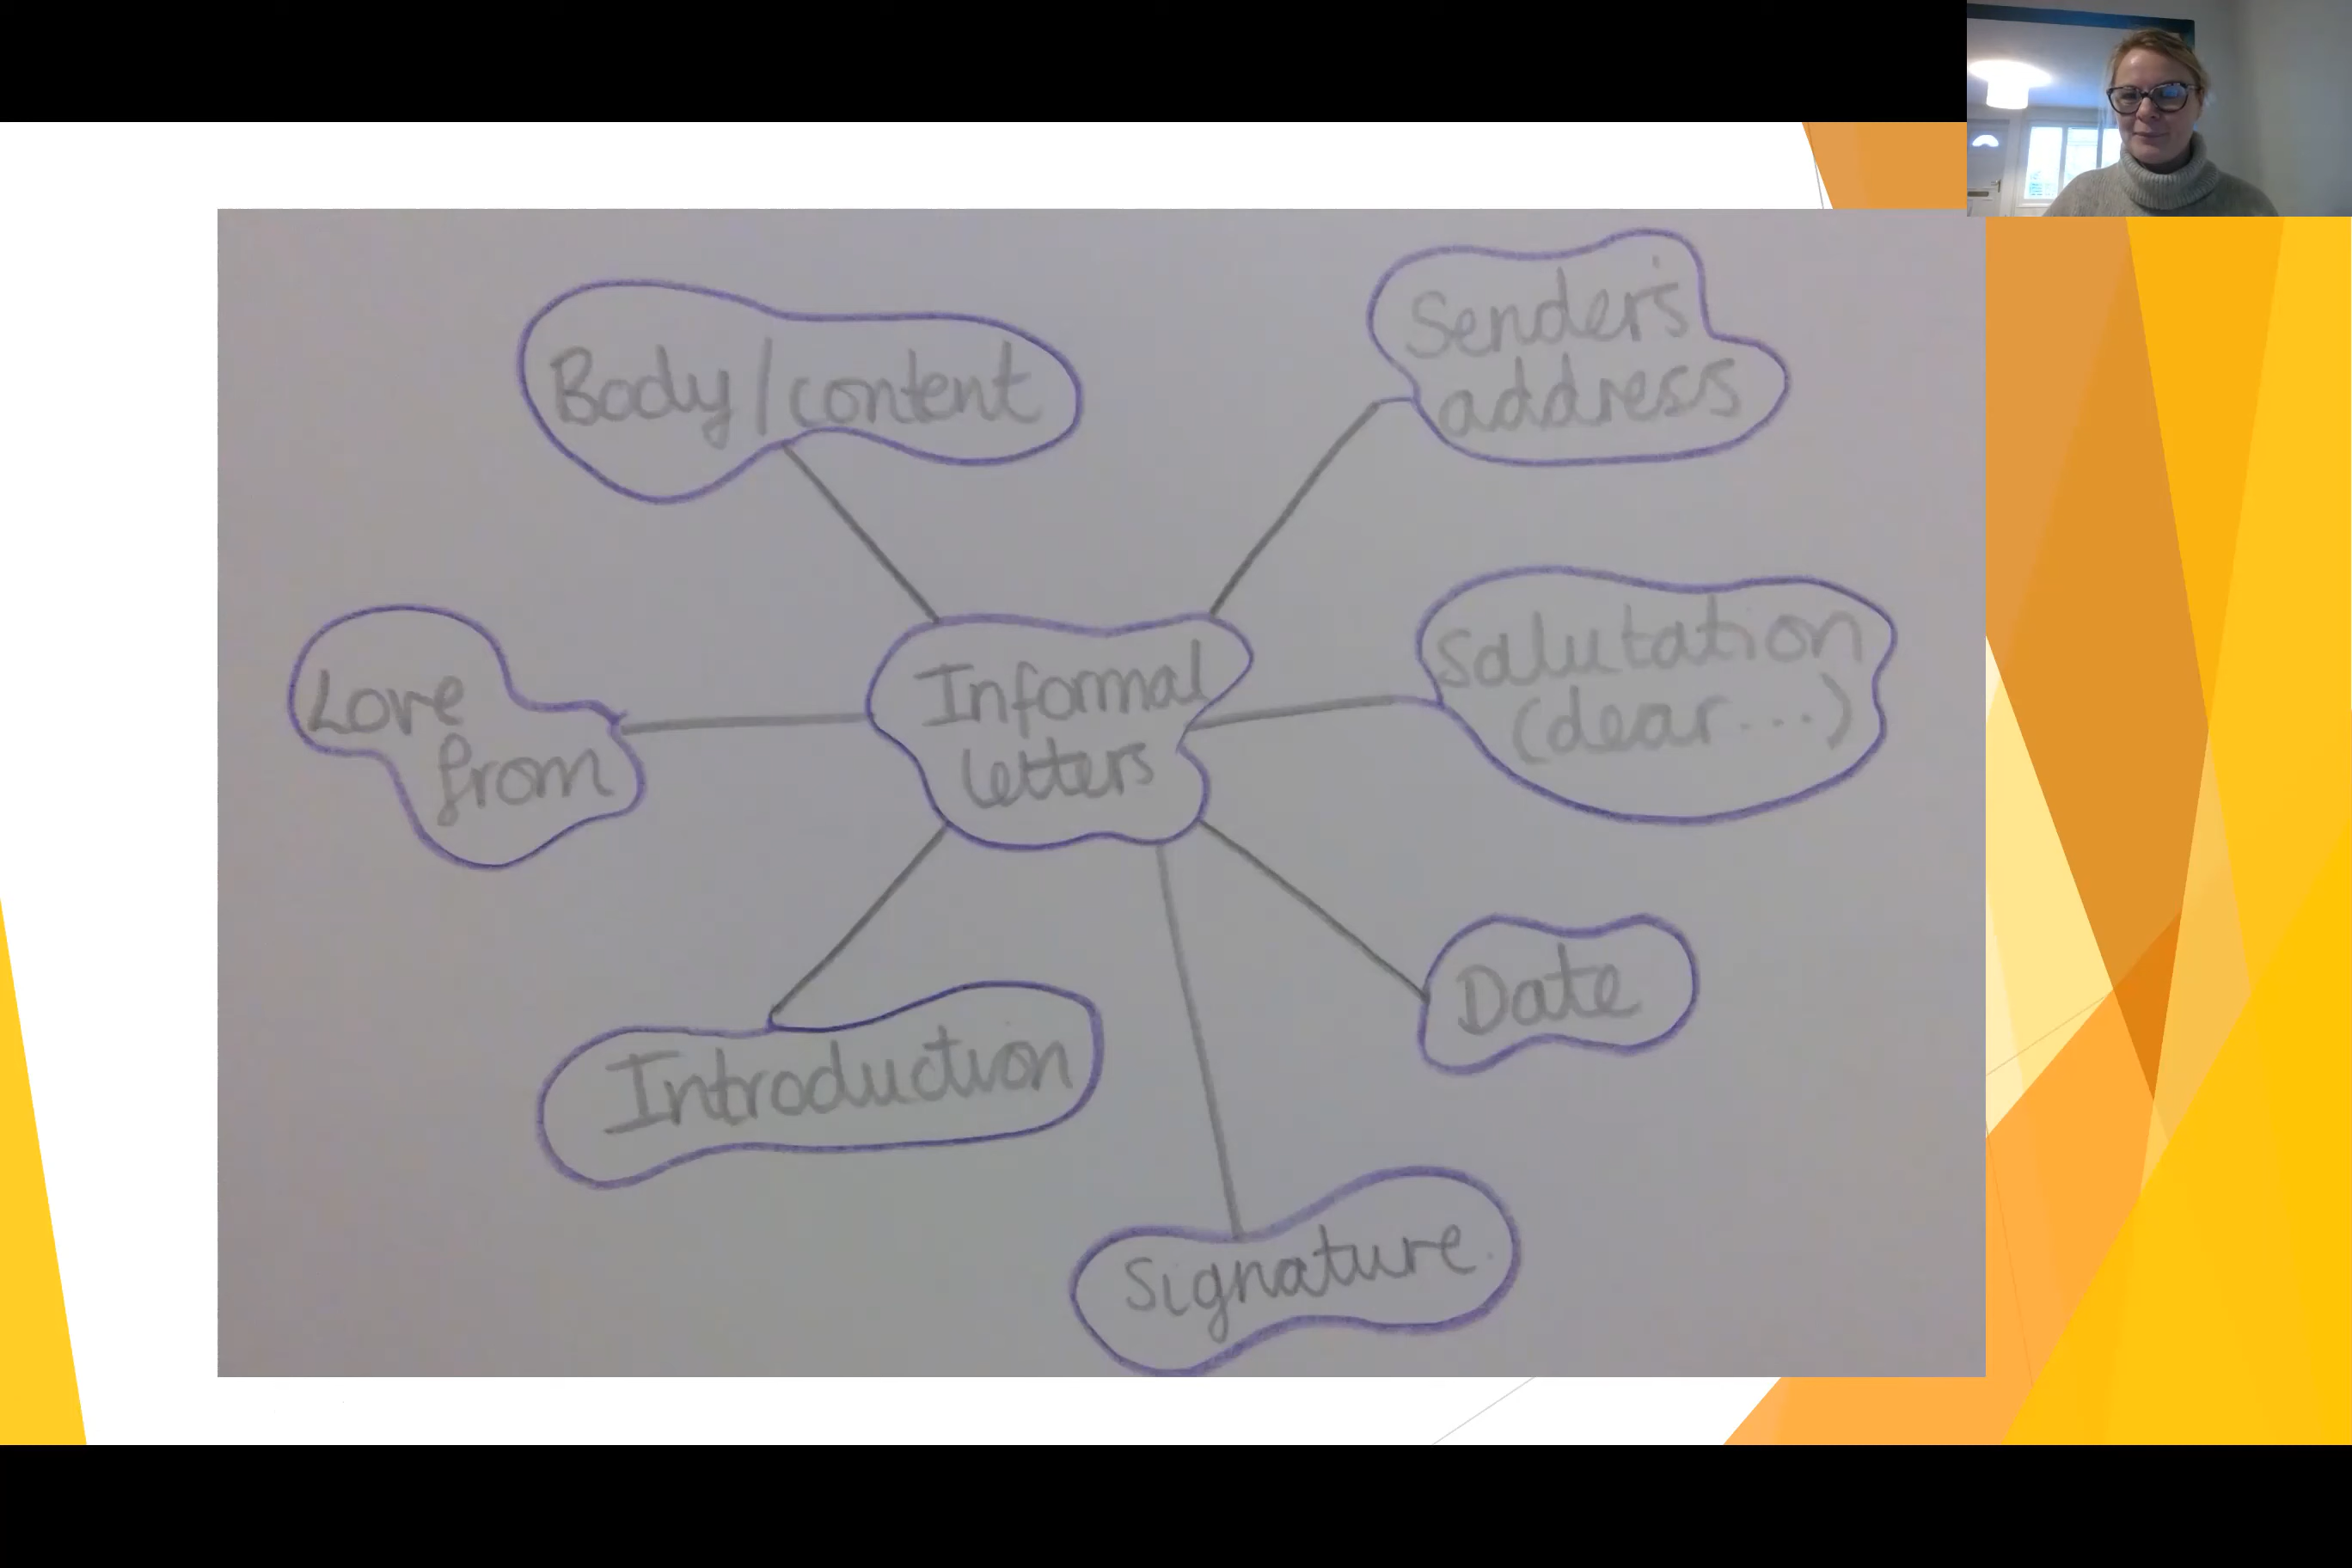 Body/content
Sender's
address
Love
from
Informal
letters
Salutation
(dear...)
Introduction
Date
Signature.